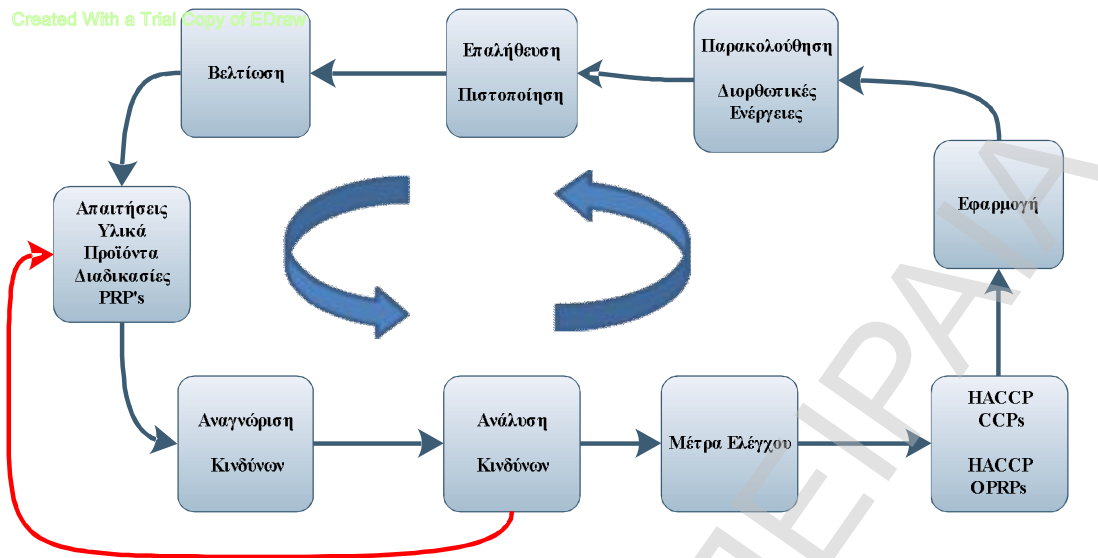 Created With a Trial Copy of EDraw
Βελτίωση
Επαλήθευση
Πιστοποίηση
Παρακολούθηση
Διορθωτικές
Ενέργειες
Εφαρμογή
Απαιτήσεις
Υλικά
Προϊόντα
Διαδικασίες
PRP's
Αναγνώριση
Κινδύνων
Ανάλυση
Κινδύνων
Μέτρα Ελέγχου
HACCP
CCPs
HACCP
OPRPs
ΠΕΙΡΑΙΑ